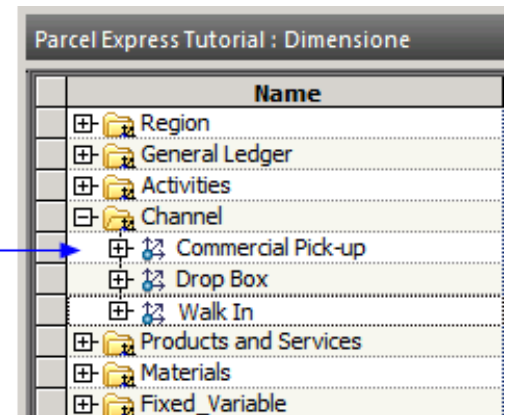 Parcel Express Tutorial : Dimensione
Name
Region
General Ledger
Activities
Channel
Commercial Pick-up
Drop Box
Walk In
Products and Services
Materials
Fixed_Variable